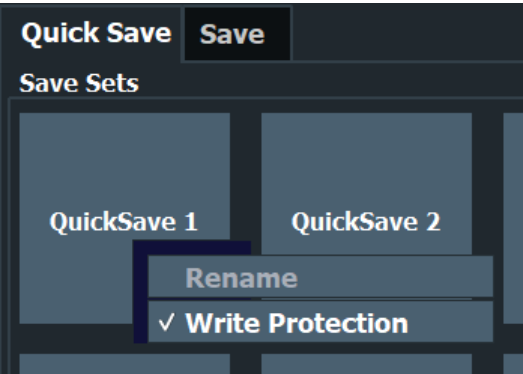 Quick Save Save
Save Sets
QuickSave 1 QuickSave 2
Rename
✓ Write Protection